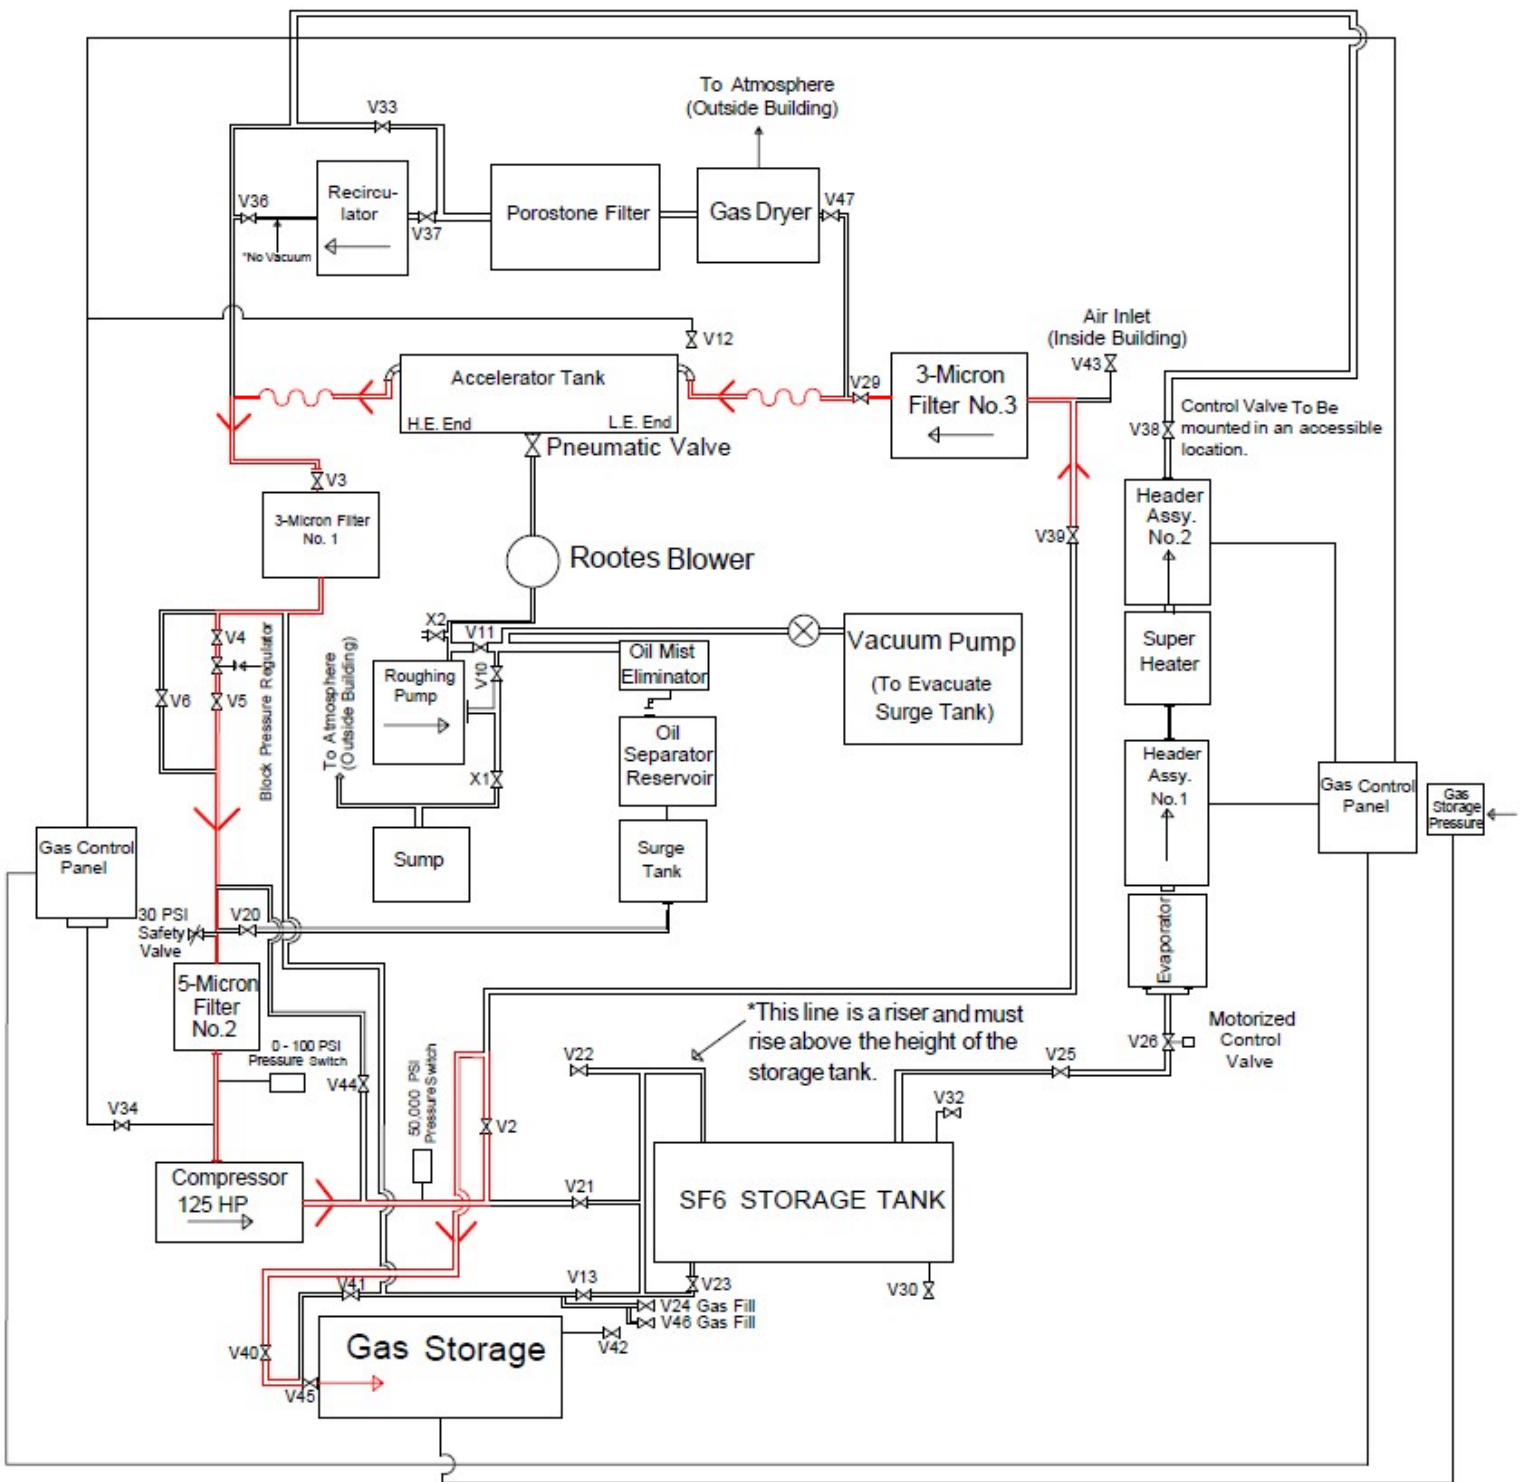 To Atmosphere
(Outside Building)
V33
V36
Recircu-
lator
V37
*No Vacuum
Porostone Filter
Gas Dryer
V47
V12
Air Inlet
(Inside Building)
V43
Accelerator Tank
H.E. End
L.E. End
V29
3-Micron
Filter No.3
Control Valve To Be
mounted in an accessible
location.
V38
Pneumatic Valve
V3
3-Micron Filter
No. 1
Header
Assy.
No.2
V39
Rootes Blower
X2
V11
V4
V5
V6
Block Pressure Regulator
To Atmosphere
(Outside Building)
Roughing
Pump
V10
Oil Mist
Eliminator
Vacuum Pump
(To Evacuate
Surge Tank)
Super
Heater
Oil
Separator
Reservoir
X1
Header
Assy.
No.1
Gas Control
Panel
Gas
Storage
Pressure
Gas Control
Panel
Sump
Surge
Tank
30 PSI
Safety
Valve
V20
Evaporator
5-Micron
Filter
No.2
0 - 100 PSI
Pressure Switch
V44
V34
50,000 PSI
Pressure Switch
V2
V22
*This line is a riser and must
rise above the height of the
storage tank.
V25
V26
Motorized
Control
Valve
V32
Compressor
125 HP
V21
SF6 STORAGE TANK
V41
V13
V23
V30
V24 Gas Fill
V46 Gas Fill
V42
V40
Gas Storage
V45